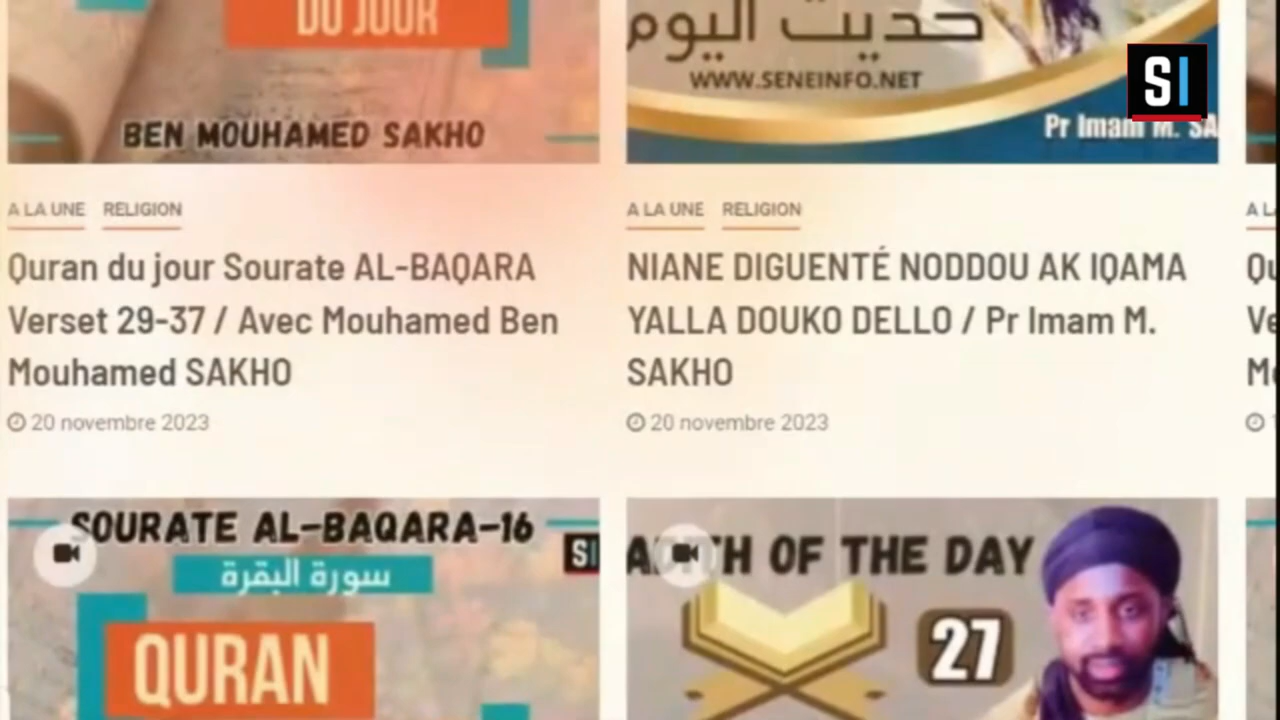 DU JOUR
BEN MOUHAMED SAKHO
حديث اليوم
WWW.SENEINFO.NET
Pr Imam M. SA
SI
A LA UNE RELIGION
Quran du jour Sourate AL-BAQARA
Verset 29-37 / Avec Mouhamed Ben
Mouhamed SAKHO
20 novembre 2023
A LA UNE RELIGION
NIANE DIGUENTÉ NODDOU AK IQAMA
YALLA DOUKO DELLO / Pr Imam M.
SAKHO
20 novembre 2023
SOURATE AL-BAQARA-16
سورة البقرة
SI
QURAN
OF THE DAY
27